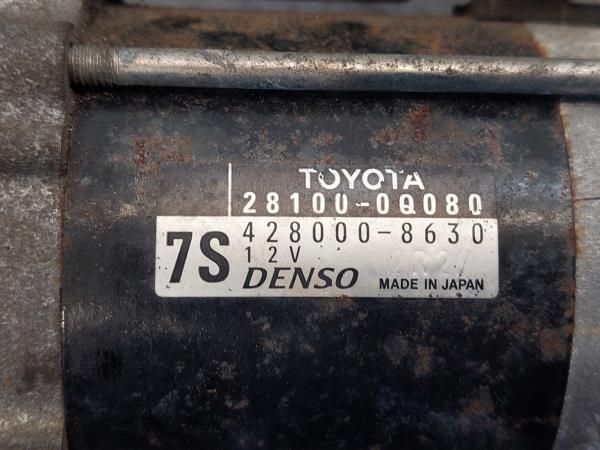 TOYOTA
28100-0Q080
7S 428000-8630
12V
DENSO
MADE IN JAPAN